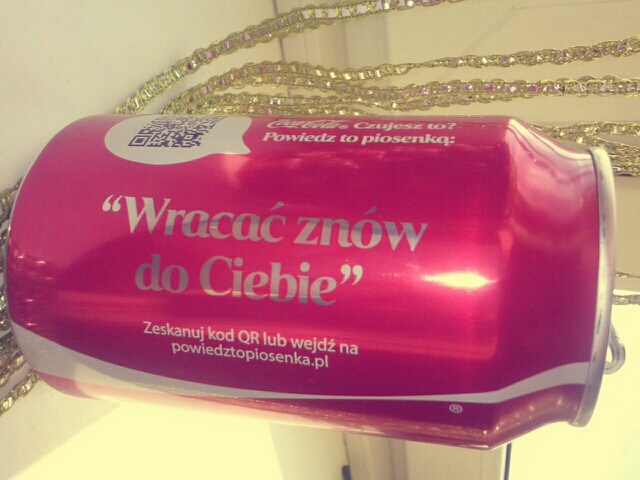 Coca-Cola® Czujesz to?
Powiedz to piosenką:
“Wracać znów
do Ciebie”
Zeskanuj kod QR lub wejdź na
powiedztopiosenka.pl
®